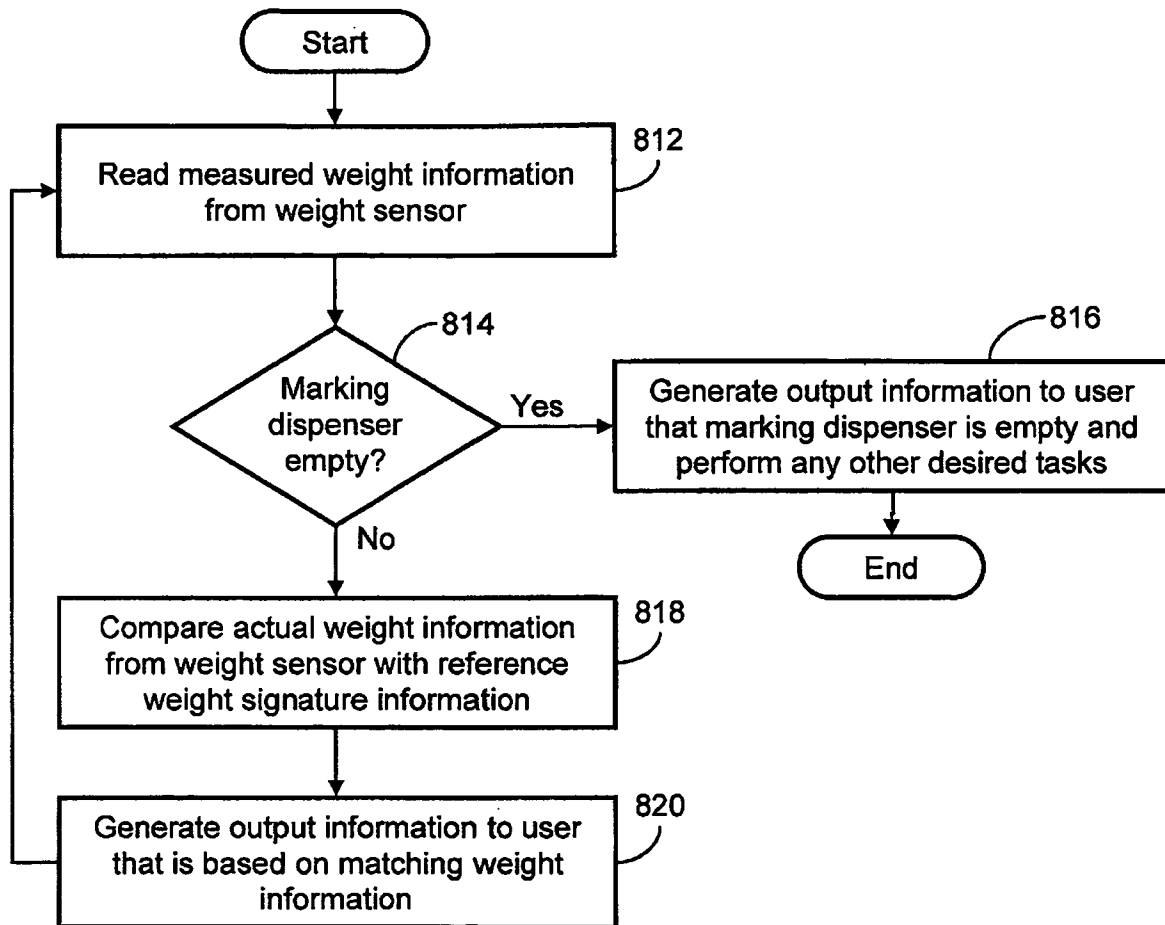 Start
812
Read measured weight information
from weight sensor
814
Marking
dispenser
empty?
Yes
816
Generate output information to user
that marking dispenser is empty and
perform any other desired tasks
No
End
818
Compare actual weight information
from weight sensor with reference
weight signature information
820
Generate output information to user
that is based on matching weight
information